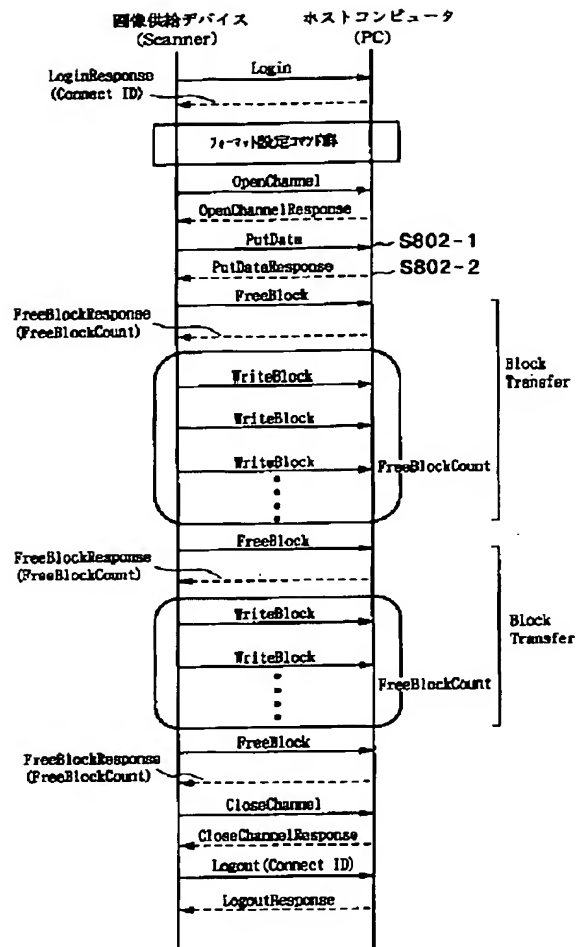 画像供給デバイス
(Scanner)
ホストコンピュータ
(PC)
Login
LoginResponse
(Connect ID)
フォーマット設定コマンド群
OpenChannel
OpenChannelResponse
PutData
S802-1
PutDataResponse
S802-2
FreeBlock
FreeBlockResponse
(FreeBlockCount)
Block
Transfer
WriteBlock
WriteBlock
WriteBlock
FreeBlockCount
FreeBlock
FreeBlockResponse
(FreeBlockCount)
WriteBlock
Block
Transfer
WriteBlock
FreeBlockCount
FreeBlock
FreeBlockResponse
(FreeBlockCount)
CloseChannel
CloseChannelResponse
Logout(Connect ID)
LogoutResponse